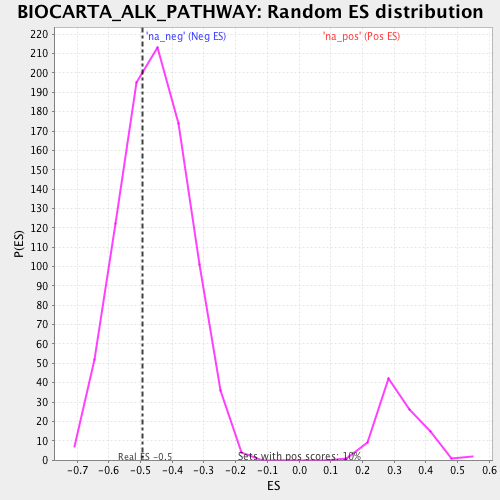 BIOCARTA_ALK_PATHWAY: Random ES distribution
'na_neg' (Neg ES)
'na_pos' (Pos ES)
220
210
200
190
180
170
160
150
140
130
120
110
100
90
80
70
60
50
40
30
20
10
0
P(ES)
Real ES -0.5
Sets with pos scores: 10%
-0.7 -0.6 -0.5 -0.4 -0.3 -0.2 -0.1 0.0 0.1 0.2 0.3 0.4 0.5 0.6
ES